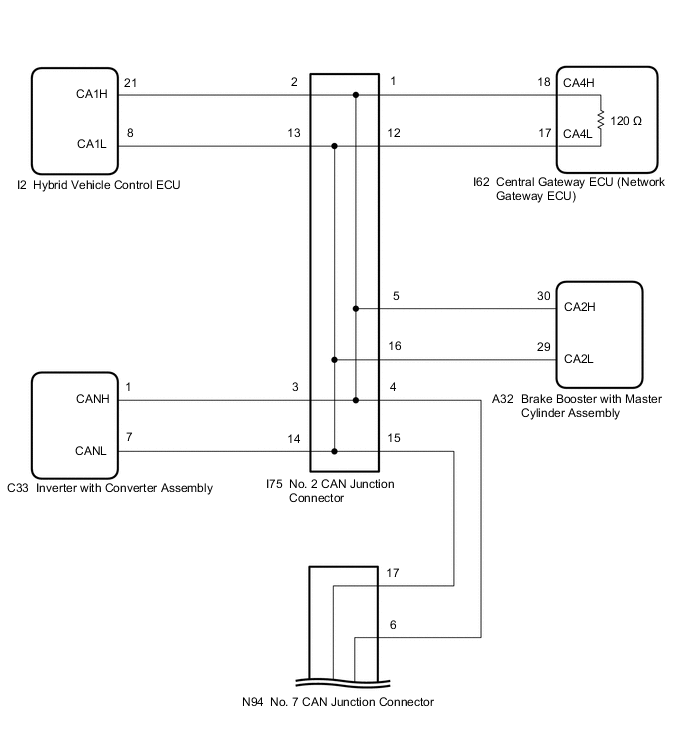 21
2
1
18
CA4H
CA1H
120 Ω
8
13
12
17
CA4L
CA1L
I2 Hybrid Vehicle Control ECU
I62 Central Gateway ECU (Network
Gateway ECU)
5
30
CA2H
16
29
CA2L
1
3
4
CANH
A32 Brake Booster with Master
Cylinder Assembly
7
14
15
CANL
C33 Inverter with Converter Assembly
I75 No. 2 CAN Junction
Connector
17
6
N94 No. 7 CAN Junction Connector